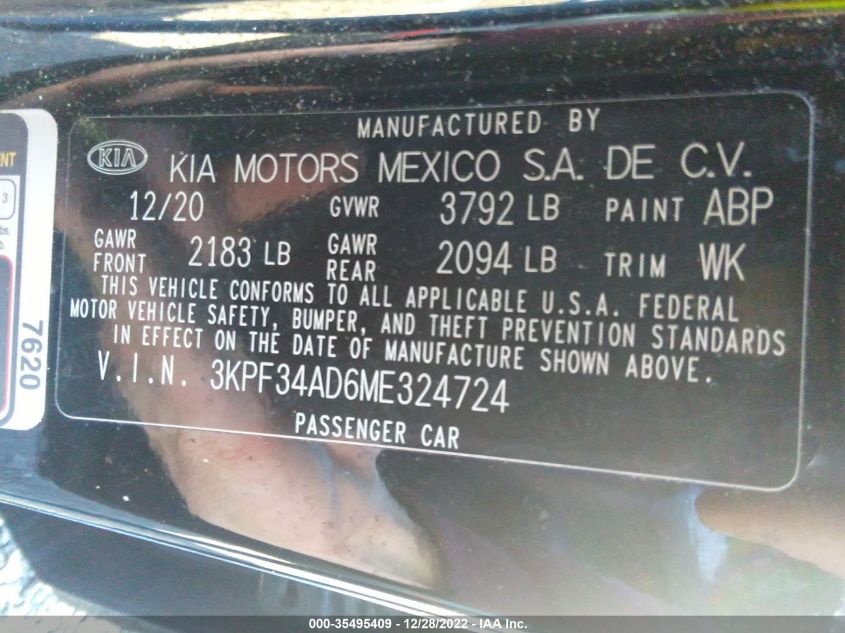 MANUFACTURED BY
KIA KIA MOTORS MEXICO S.A. DE C.V.
12/20 GVWR 3792 LB PAINT ABP
GAWR FRONT 2183 LB GAWR REAR 2094 LB TRIM WK
THIS VEHICLE CONFORMS TO ALL APPLICABLE U.S.A. FEDERAL
MOTOR VEHICLE SAFETY, BUMPER, AND THEFT PREVENTION STANDARDS
IN EFFECT ON THE DATE OF MANUFACTURE SHOWN ABOVE.
V.I.N. 3KPF34AD6ME324724
PASSENGER CAR
3
7620
000-35495409 - 12/28/2022 - IAA Inc.